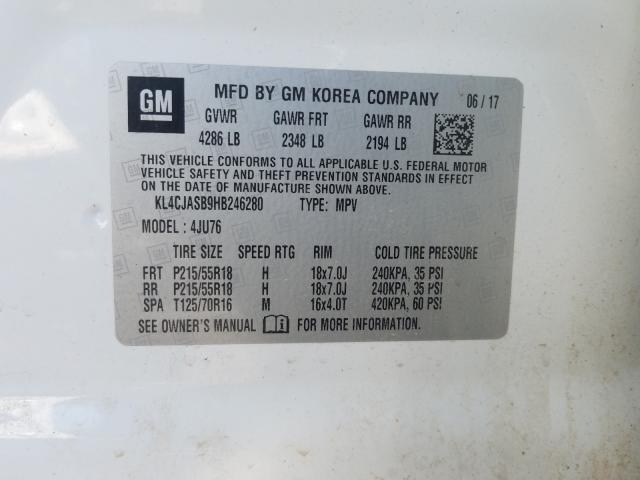 GM
MFD BY GM KOREA COMPANY 06 / 17
GVWR GAWR FRT GAWR RR
4286 LB 2348 LB 2194 LB
THIS VEHICLE CONFORMS TO ALL APPLICABLE U.S. FEDERAL MOTOR
VEHICLE SAFETY AND THEFT PREVENTION STANDARDS IN EFFECT
ON THE DATE OF MANUFACTURE SHOWN ABOVE.
KL4CJASB9HB246280 TYPE: MPV
MODEL : 4JU76
TIRE SIZE SPEED RTG RIM COLD TIRE PRESSURE
FRT P215/55R18 H 18x7.0J 240KPA, 35 PSI
RR P215/55R18 H 18x7.0J 240KPA, 35 PSI
SPA T125/70R16 M 16x4.0T 420KPA, 60 PSI
SEE OWNER'S MANUAL FOR MORE INFORMATION.